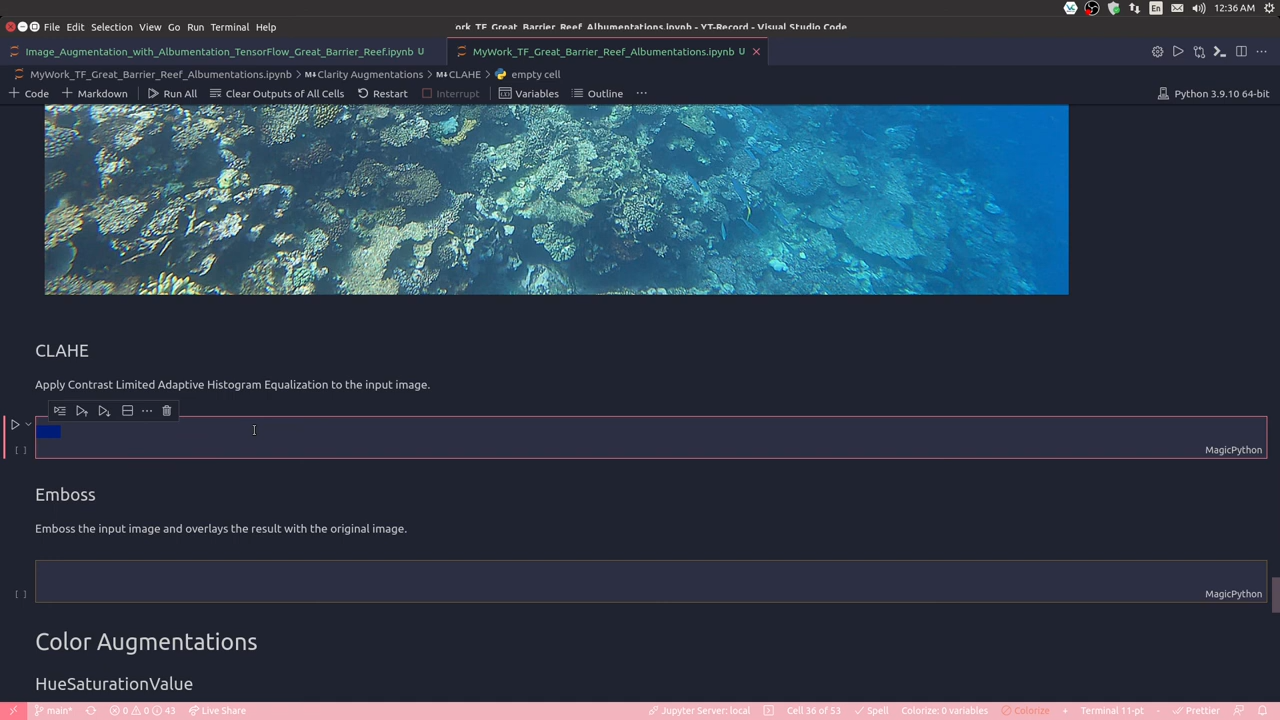 File Edit Selection View Go Run Terminal Help
_work_TF_Great_Barrier_Reef_Albumentations.ipynb - YT-Record - Visual Studio Code
En 12:36 AM
Image_Augmentation_with_Albumentation_TensorFlow_Great_Barrier_Reef.ipynb U
MyWork_TF_Great_Barrier_Reef_Albumentations.ipynb U
MyWork_TF_Great_Barrier_Reef_Albumentations.ipynb > Clarity Augmentations > CLAHE > empty cell
+ Code + Markdown Run All Clear Outputs of All Cells Restart Interrupt Variables Outline ... Python 3.9.10 64-bit
CLAHE
Apply Contrast Limited Adaptive Histogram Equalization to the input image.
[ ] MagicPython
Emboss
Emboss the input image and overlays the result with the original image.
[ ] MagicPython
Color Augmentations
HueSaturationValue
main* 0 0 43 Live Share Jupyter Server: local Cell 36 of 53 Spell Colorize: 0 variables Colorize + Terminal 11-pt - Prettier